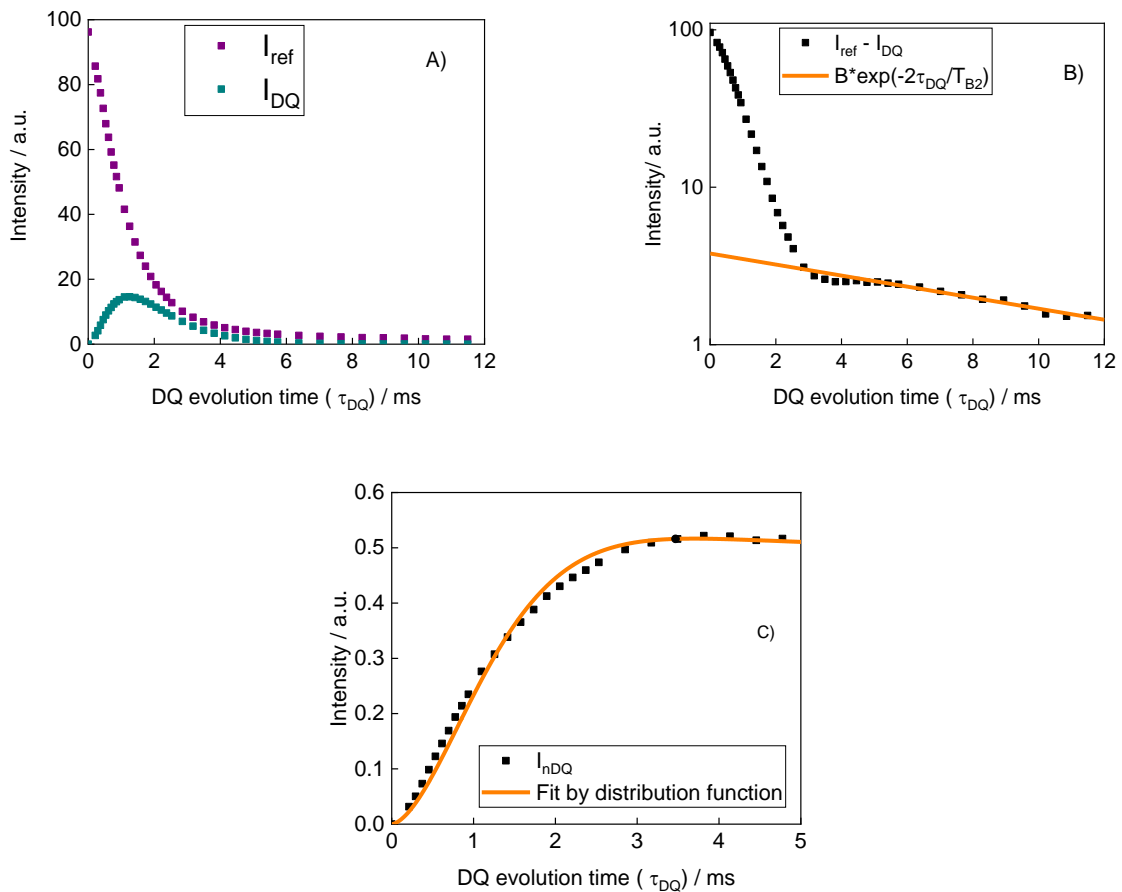 I_ref
I_DQ
A)
100
80
60
40
20
0
0 2 4 6 8 10 12
Intensity / a.u.
DQ evolution time ( τ_DQ) / ms
I_ref - I_DQ
B*exp(-2τ_DQ/T_B2)
B)
100
10
1
0 2 4 6 8 10 12
Intensity/ a.u.
DQ evolution time ( τ_DQ) / ms
0.6
0.5
0.4
0.3
0.2
0.1
0.0
C)
I_nDQ
Fit by distribution function
0 1 2 3 4 5
Intensity / a.u.
DQ evolution time ( τ_DQ) / ms